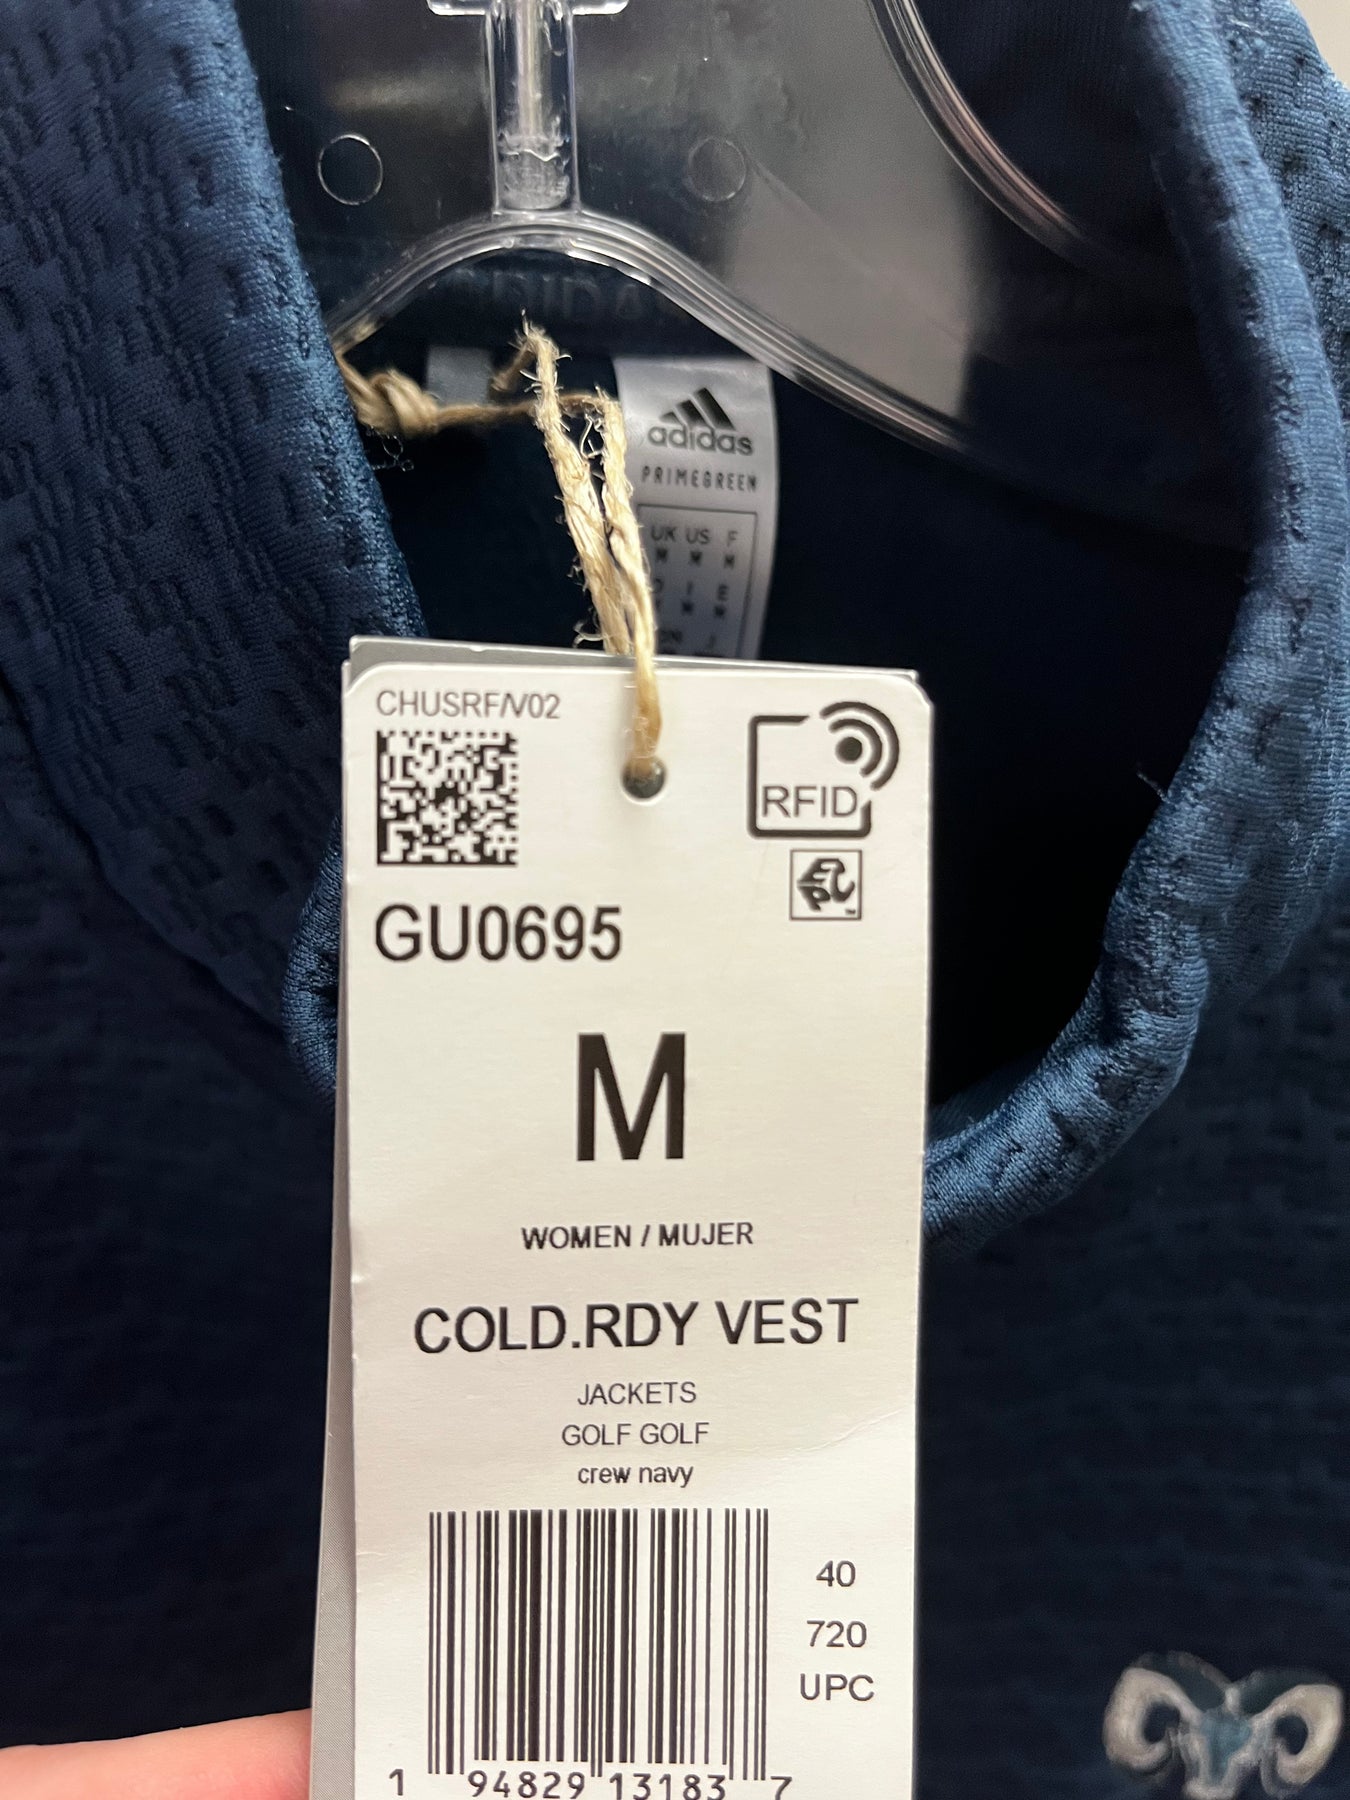 adidas
PRIMEGREEN
UK US F
M M M
CHUSRF/V02
RFID
GU0695
M
WOMEN / MUJER
COLD.RDY VEST
JACKETS
GOLF GOLF
crew navy
40
720
UPC
1 94829 13183 7